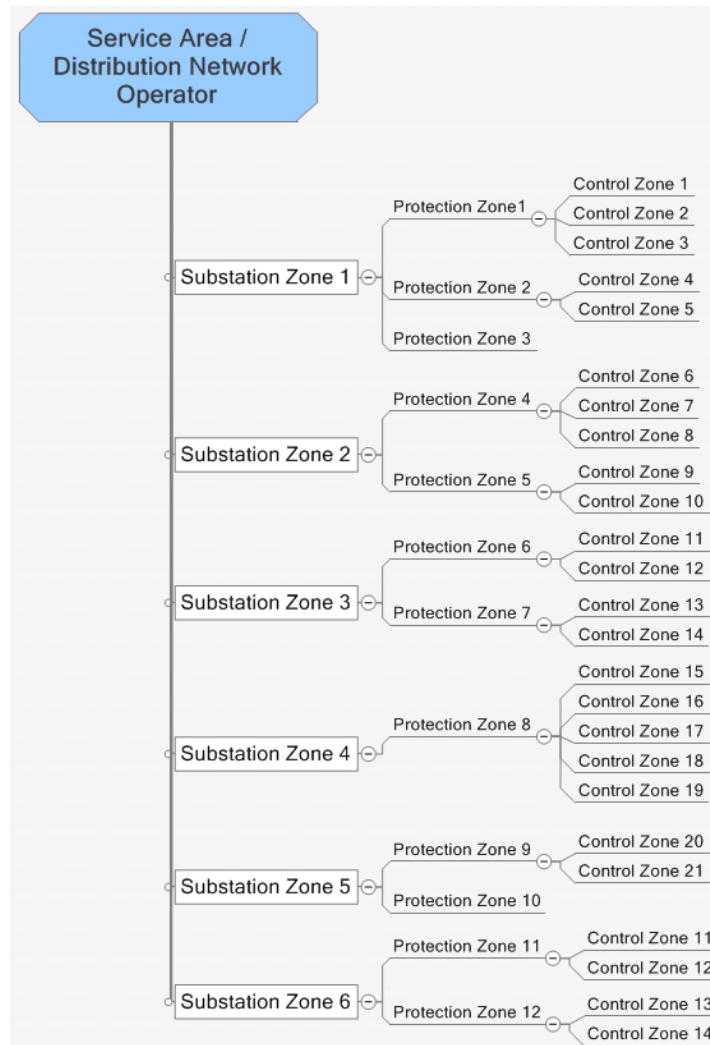 Service Area /
Distribution Network
Operator
Substation Zone 1
Protection Zone1
Control Zone 1
Control Zone 2
Control Zone 3
Protection Zone 2
Control Zone 4
Control Zone 5
Protection Zone 3
Substation Zone 2
Protection Zone 4
Control Zone 6
Control Zone 7
Control Zone 8
Protection Zone 5
Control Zone 9
Control Zone 10
Substation Zone 3
Protection Zone 6
Control Zone 11
Control Zone 12
Protection Zone 7
Control Zone 13
Control Zone 14
Substation Zone 4
Protection Zone 8
Control Zone 15
Control Zone 16
Control Zone 17
Control Zone 18
Control Zone 19
Substation Zone 5
Protection Zone 9
Control Zone 20
Control Zone 21
Protection Zone 10
Substation Zone 6
Protection Zone 11
Control Zone 11
Control Zone 12
Protection Zone 12
Control Zone 13
Control Zone 14